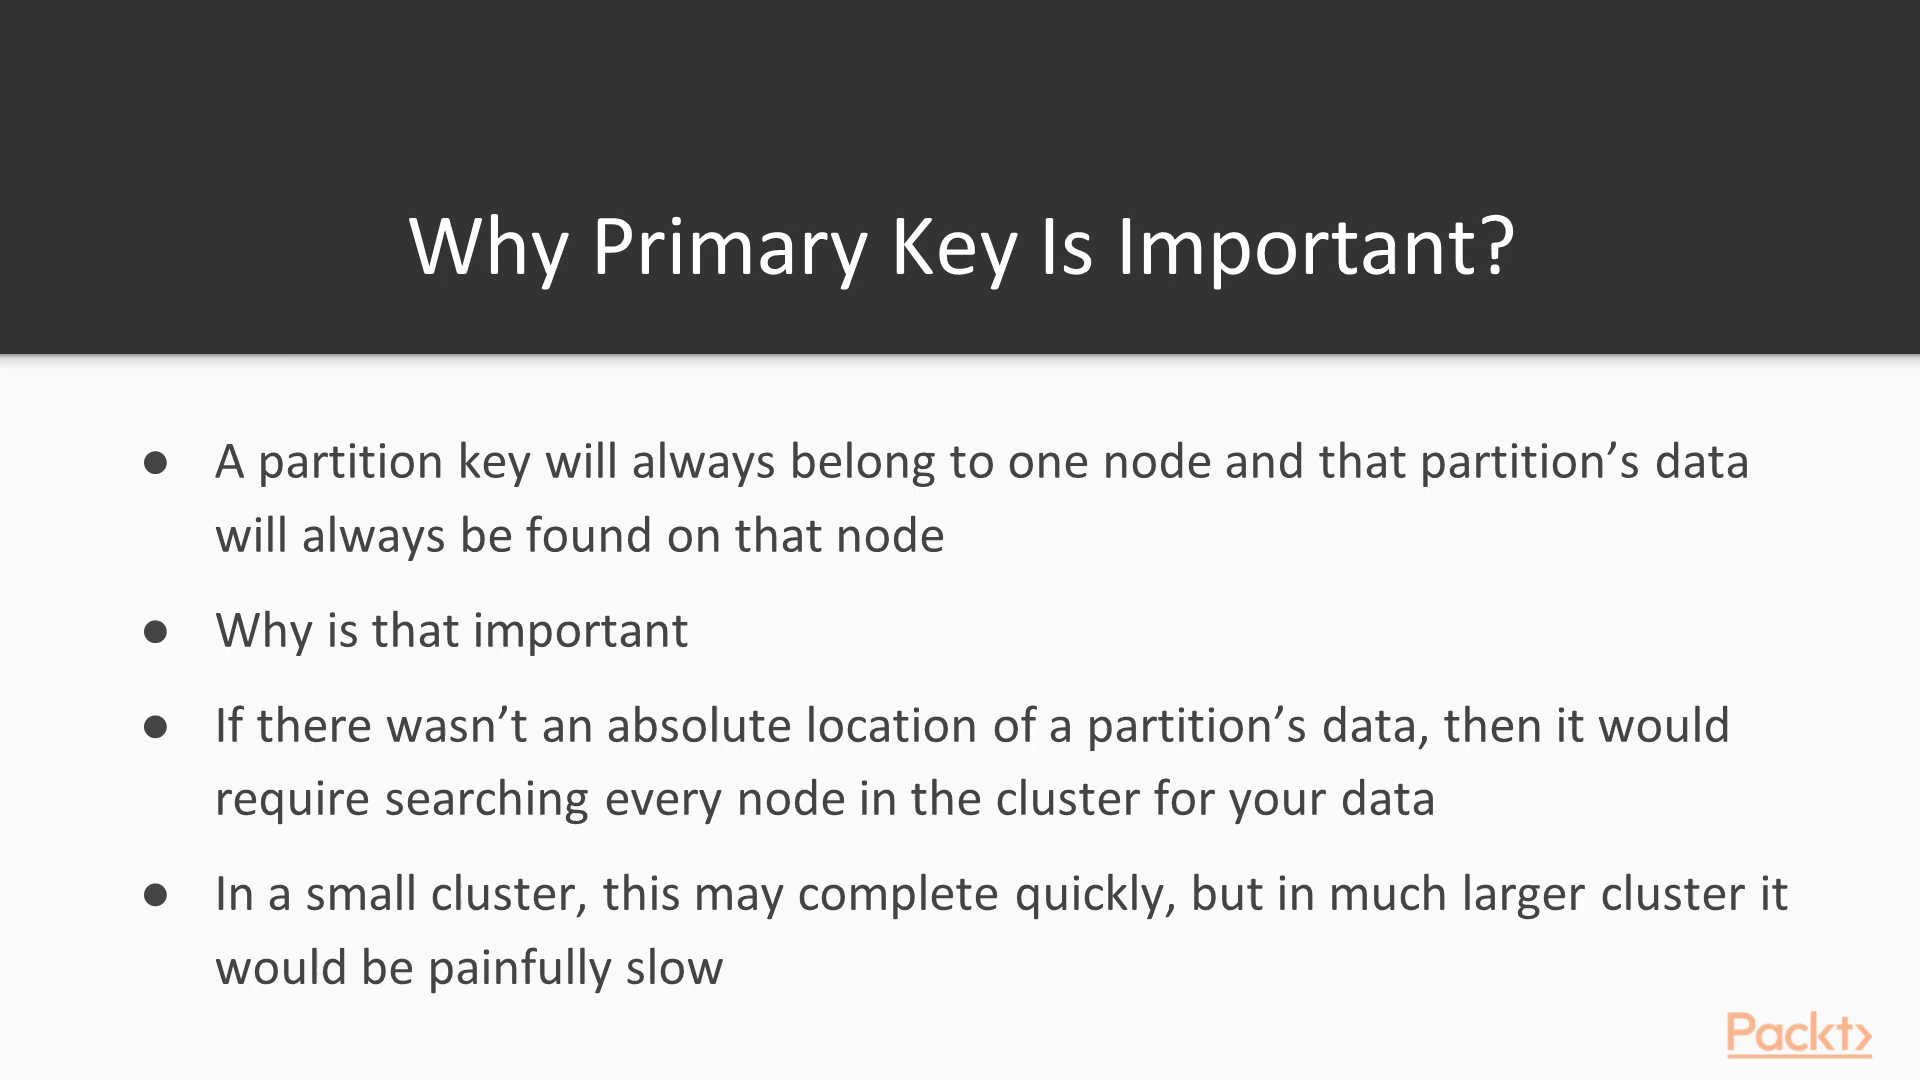 Why Primary Key Is Important?
● A partition key will always belong to one node and that partition’s data
will always be found on that node
● Why is that important
● If there wasn’t an absolute location of a partition’s data, then it would
require searching every node in the cluster for your data
● In a small cluster, this may complete quickly, but in much larger cluster it
would be painfully slow
Packt>